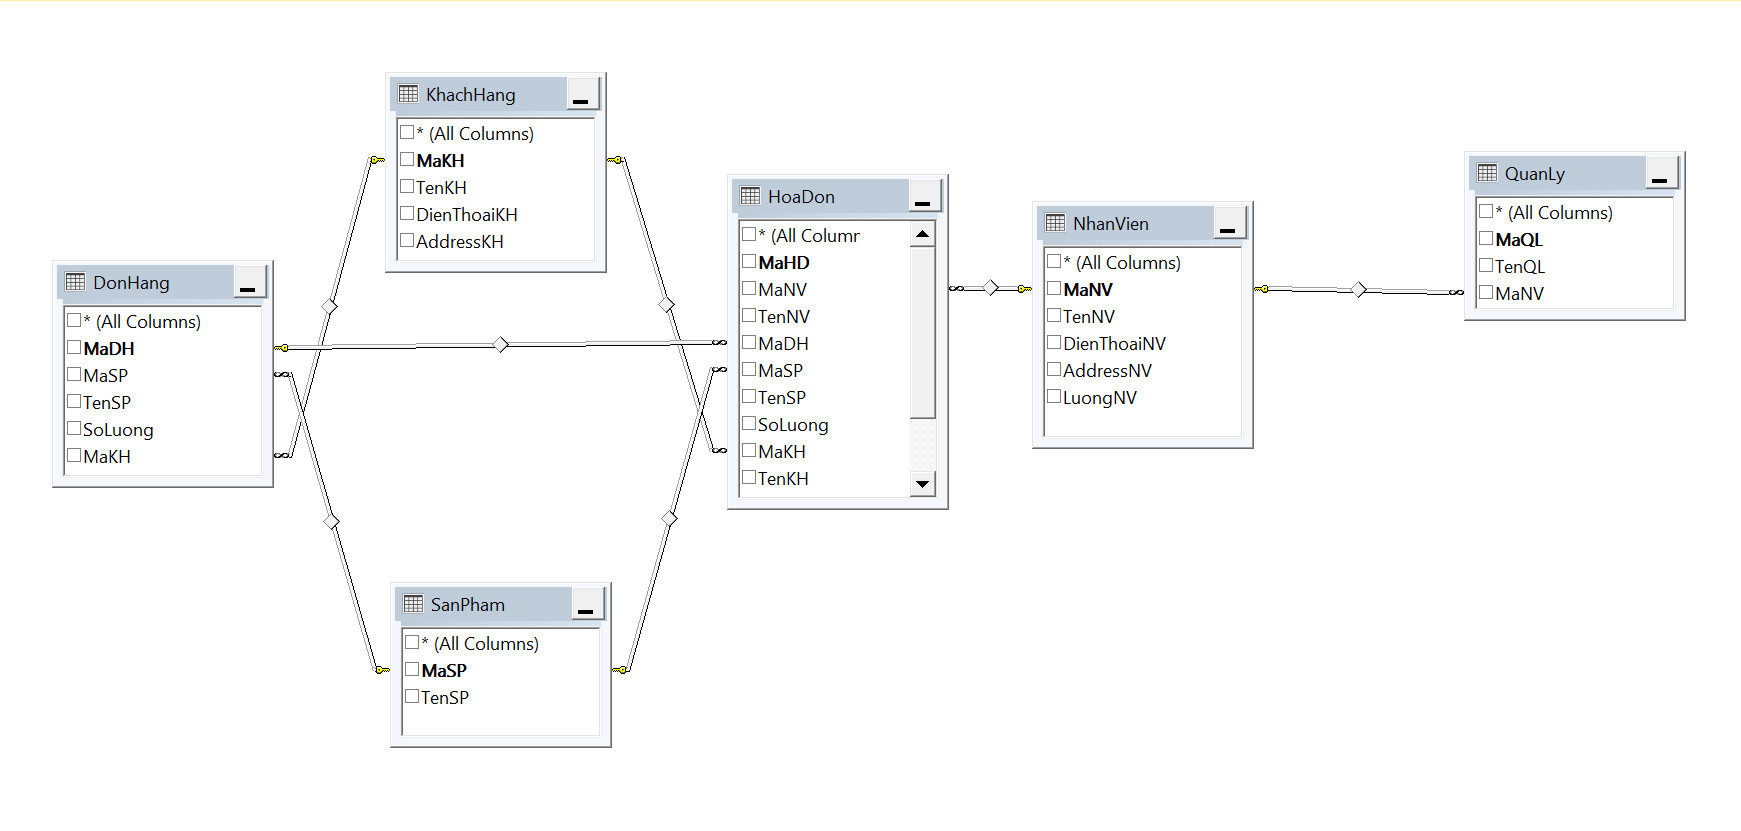 KhachHang
* (All Columns)
MaKH
TenKH
DienThoaiKH
AddressKH
DonHang
* (All Columns)
MaDH
MaSP
TenSP
SoLuong
MaKH
SanPham
* (All Columns)
MaSP
TenSP
HoaDon
* (All Columr
MaHD
MaNV
TenNV
MaDH
MaSP
TenSP
SoLuong
MaKH
TenKH
NhanVien
* (All Columns)
MaNV
TenNV
DienThoaiNV
AddressNV
LuongNV
QuanLy
* (All Columns)
MaQL
TenQL
MaNV